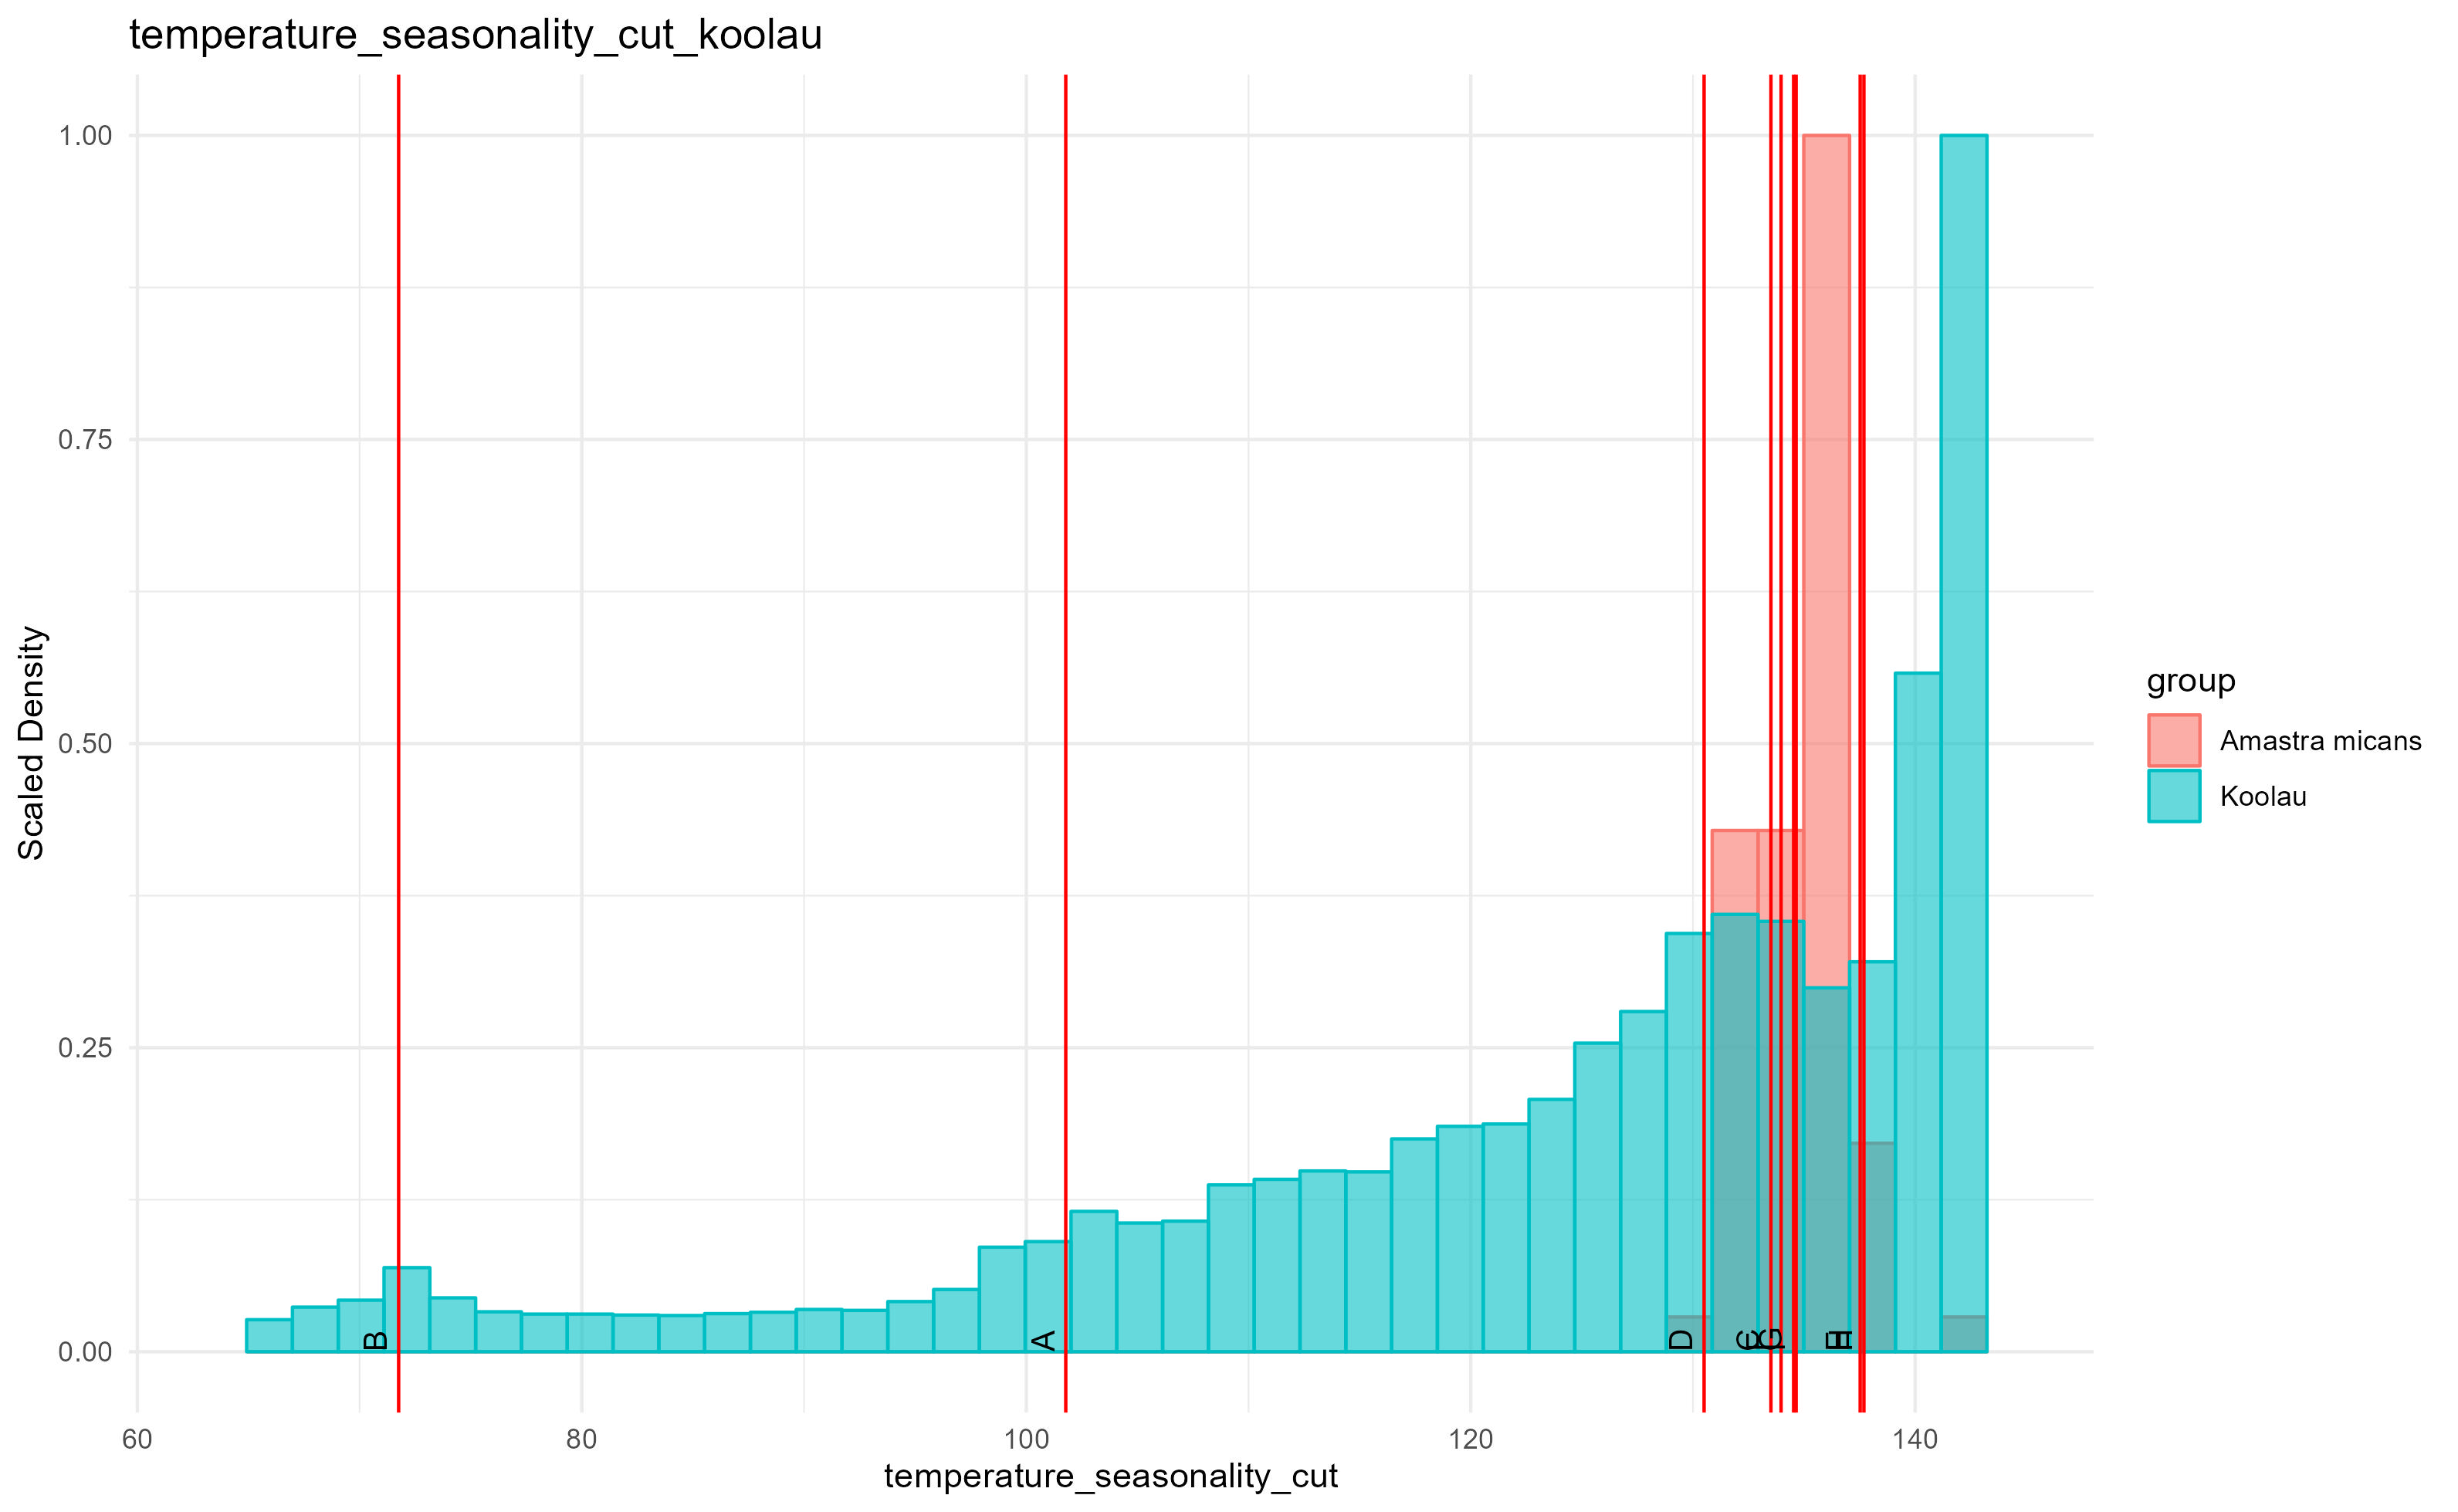 temperature_seasonality_cut_koolau
1.00
0.75
0.50
0.25
0.00
Scaled Density
B
A
D
G
H
60
80
100
120
140
temperature_seasonality_cut
group
Amastra micans
Koolau